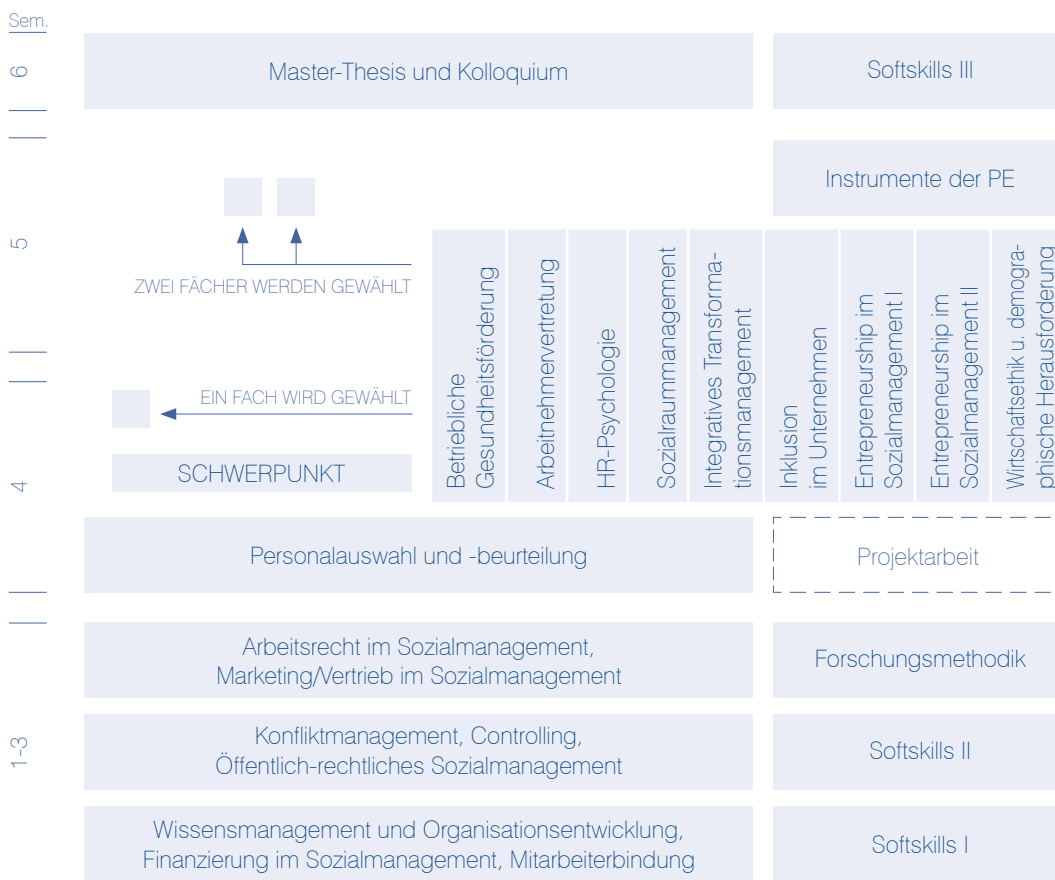 Sem.
6
Master-Thesis und Kolloquium
Softskills III
Instrumente der PE
5
ZWEI FÄCHER WERDEN GEWÄHLT
EIN FACH WIRD GEWÄHLT
SCHWERPUNKT
Betriebliche
Gesundheitsförderung
Arbeitnehmervertretung
HR-Psychologie
Sozialraummanagement
Integratives Transforma-
tionsmanagement
Inklusion
im Unternehmen
Entrepreneurship im
Sozialmanagement I
Entrepreneurship im
Sozialmanagement II
Wirtschaftsethik u. demogra-
phische Herausforderung
4
Personalauswahl und -beurteilung
Projektarbeit
Arbeitsrecht im Sozialmanagement,
Marketing/Vertrieb im Sozialmanagement
Forschungsmethodik
1-3
Konfliktmanagement, Controlling,
Öffentlich-rechtliches Sozialmanagement
Softskills II
Wissensmanagement und Organisationsentwicklung,
Finanzierung im Sozialmanagement, Mitarbeiterbindung
Softskills I